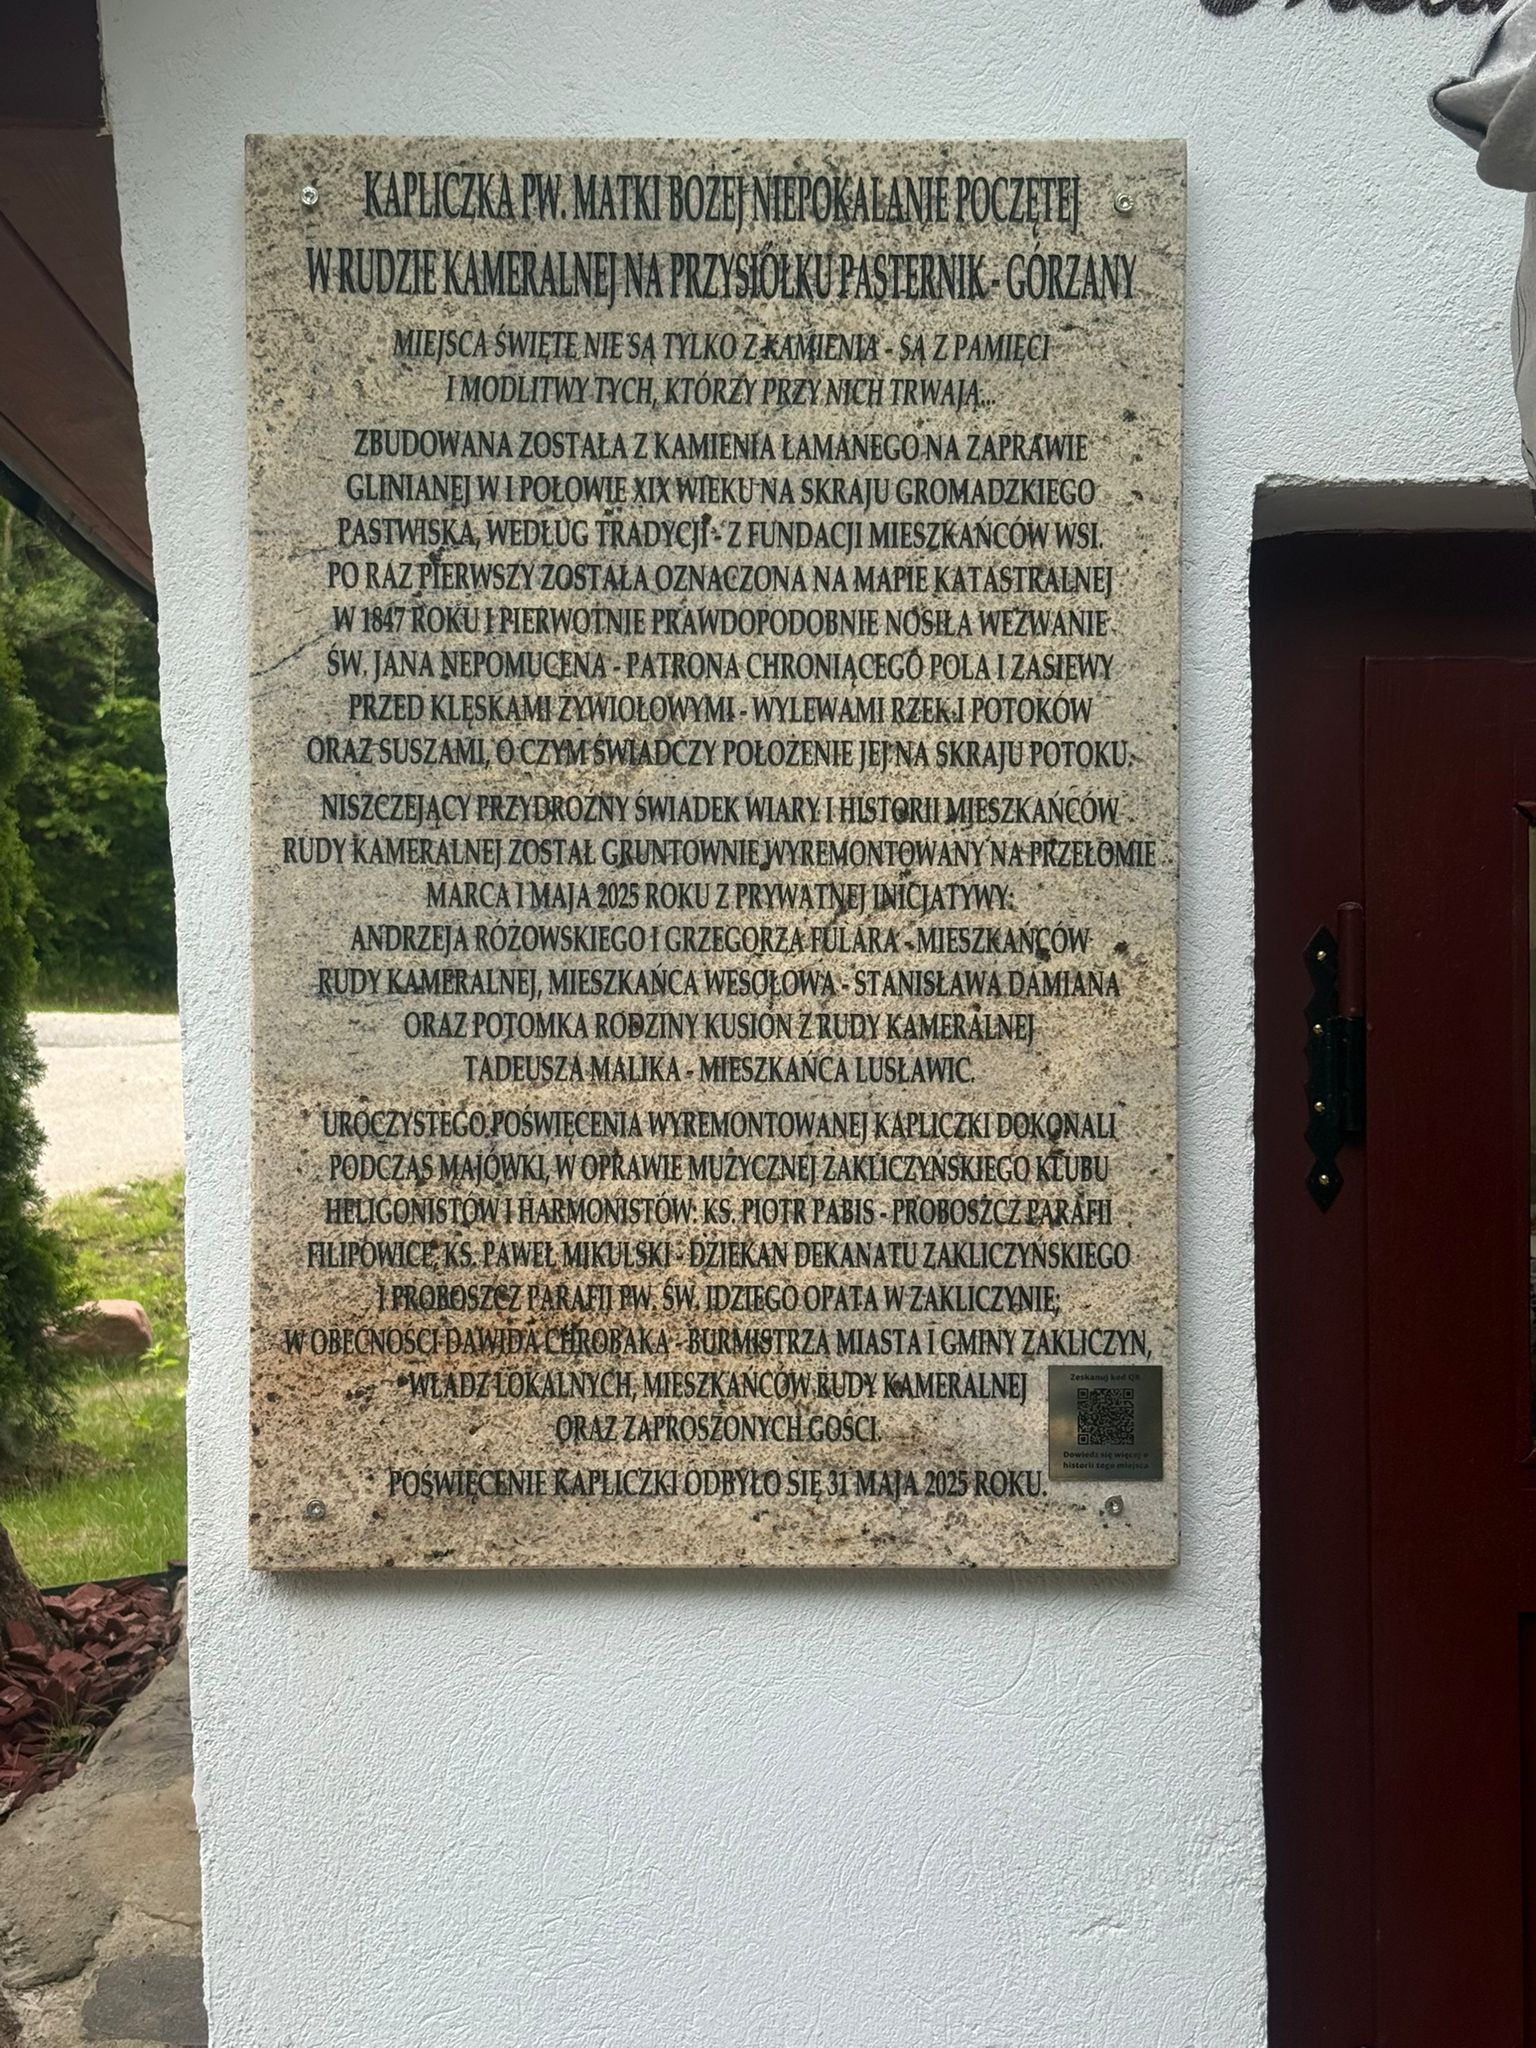 KAPLICZKA PW. MATKI BOŻEJ NIEPOKALANIE POCZĘTEJ
W RUDZIE KAMERALNEJ NA PRZYSIÓŁKU PASTERNIK - GÓRZANY
MIEJSCA ŚWIĘTE NIE SĄ TYLKO Z KAMIENIA - SĄ Z PAMIĘCI
I MODLITWY TYCH, KTÓRZY PRZY NICH TRWAJĄ...
ZBUDOWANA ZOSTAŁA Z KAMIENIA ŁAMANEGO NA ZAPRAWIE
GLINIANEJ W I POŁOWIE XIX WIEKU NA SKRAJU GROMADZKIEGO
PASTWISKA, WEDŁUG TRADYCJI - Z FUNDACJI MIESZKAŃCÓW WSI.
PO RAZ PIERWSZY ZOSTAŁA OZNACZONA NA MAPIE KATASTRALNEJ
W 1847 ROKU I PIERWOTNIE PRAWDOPODOBNIE NOSIŁA WEZWANIE
ŚW. JANA NEPOMUCENA - PATRONA CHRONIĄCEGO POLA I ZASIEWY
PRZED KLĘSKAMI ŻYWIOŁOWYMI - WYLEWAMI RZEK I POTOKÓW
ORAZ SUSZAMI, O CZYM ŚWIADCZY POŁOŻENIE JEJ NA SKRAJU POTOKU.
NISZCZEJĄCY PRZYDROŻNY ŚWIADEK WIARY I HISTORII MIESZKAŃCÓW
RUDY KAMERALNEJ ZOSTAŁ GRUNTOWNIE WYREMONTOWANY NA PRZEŁOMIE
MARCA I MAJA 2025 ROKU Z PRYWATNEJ INICJATYWY:
ANDRZEJA RÓŻOWSKIEGO I GRZEGORZA FULARA - MIESZKAŃCÓW
RUDY KAMERALNEJ, MIESZKAŃCA WESOŁOWA - STANISŁAWA DAMIANA
ORAZ POTOMKA RODZINY KUSION Z RUDY KAMERALNEJ
TADEUSZA MALIKA - MIESZKAŃCA LUSŁAWIC.
UROCZYSTEGO POŚWIĘCENIA WYREMONTOWANEJ KAPLICZKI DOKONALI
PODCZAS MAJÓWKI, W OPRAWIE MUZYCZNEJ ZAKLICZYŃSKIEGO KLUBU
HELIGONISTÓW I HARMONISTÓW: KS. PIOTR PABIS - PROBOSZCZ PARAFII
FILIPOWICE, KS. PAWEŁ MIKULSKI - DZIEKAN DEKANATU ZAKLICZYŃSKIEGO
I PROBOSZCZ PARAFII PW. ŚW. IDZIEGO OPATA W ZAKLICZYNIE;
W OBECNOŚCI DAWIDA CHROBAKA - BURMISTRZA MIASTA I GMINY ZAKLICZYN,
WŁADZ LOKALNYCH, MIESZKAŃCÓW RUDY KAMERALNEJ
ORAZ ZAPROSZONYCH GOŚCI.
POŚWIĘCENIE KAPLICZKI ODBYŁO SIĘ 31 MAJA 2025 ROKU.
Zeskanuj kod QR
Dowiedz się więcej o
historii tego miejsca